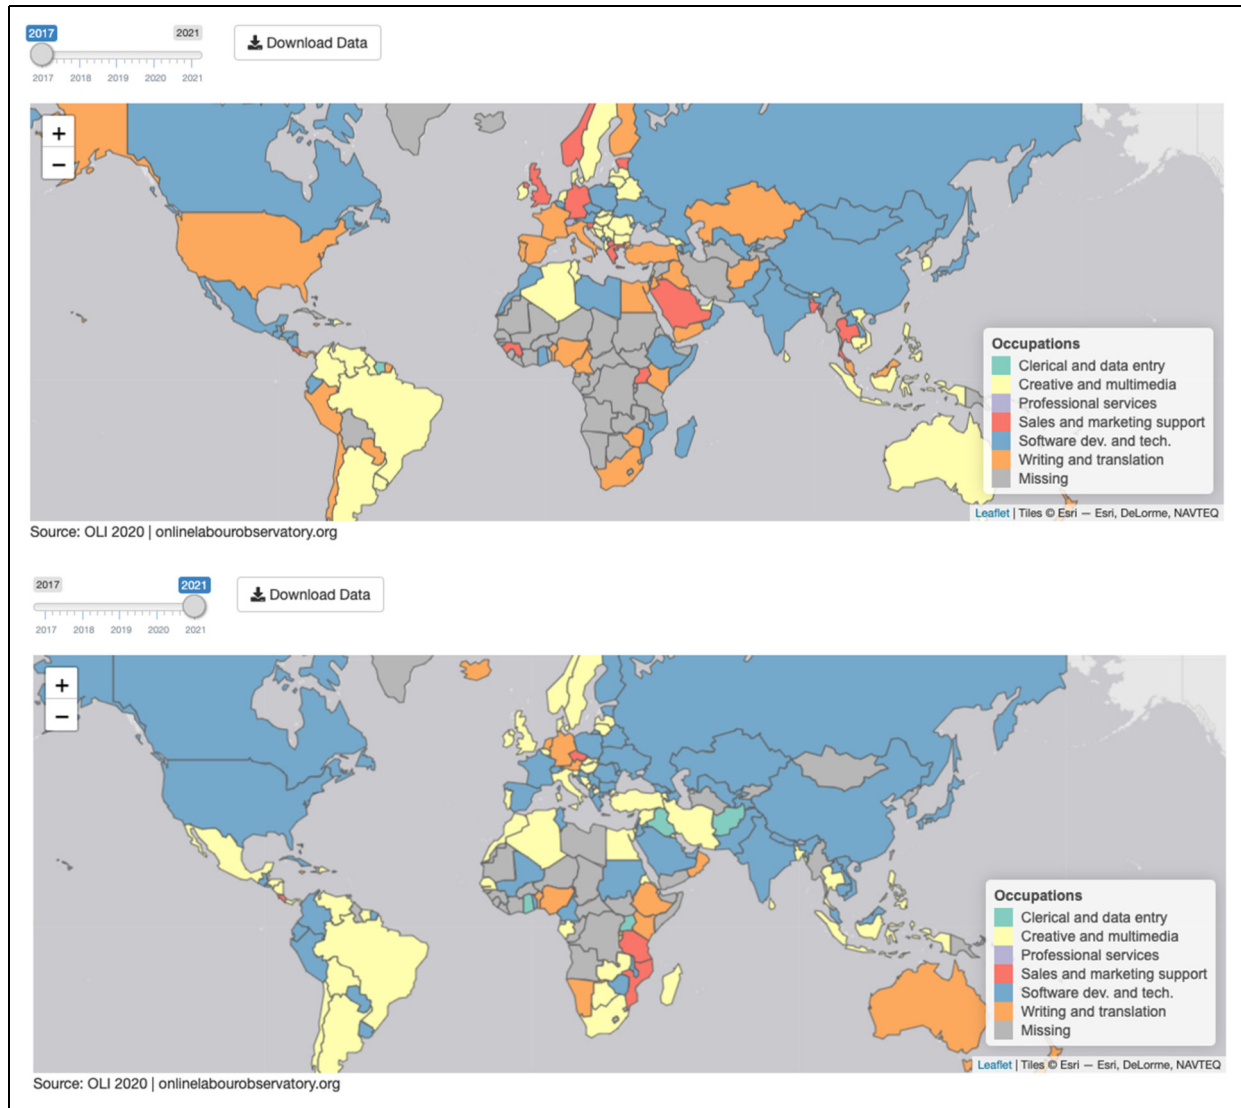 2017 2021
Download Data
2017 2018 2019 2020 2021
+
−
Occupations
Clerical and data entry
Creative and multimedia
Professional services
Sales and marketing support
Software dev. and tech.
Writing and translation
Missing
Leaflet | Tiles © Esri — Esri, DeLorme, NAVTEQ
Source: OLI 2020 | onlinelabourobservatory.org
2017 2021
Download Data
2017 2018 2019 2020 2021
+
−
Occupations
Clerical and data entry
Creative and multimedia
Professional services
Sales and marketing support
Software dev. and tech.
Writing and translation
Missing
Leaflet | Tiles © Esri — Esri, DeLorme, NAVTEQ
Source: OLI 2020 | onlinelabourobservatory.org